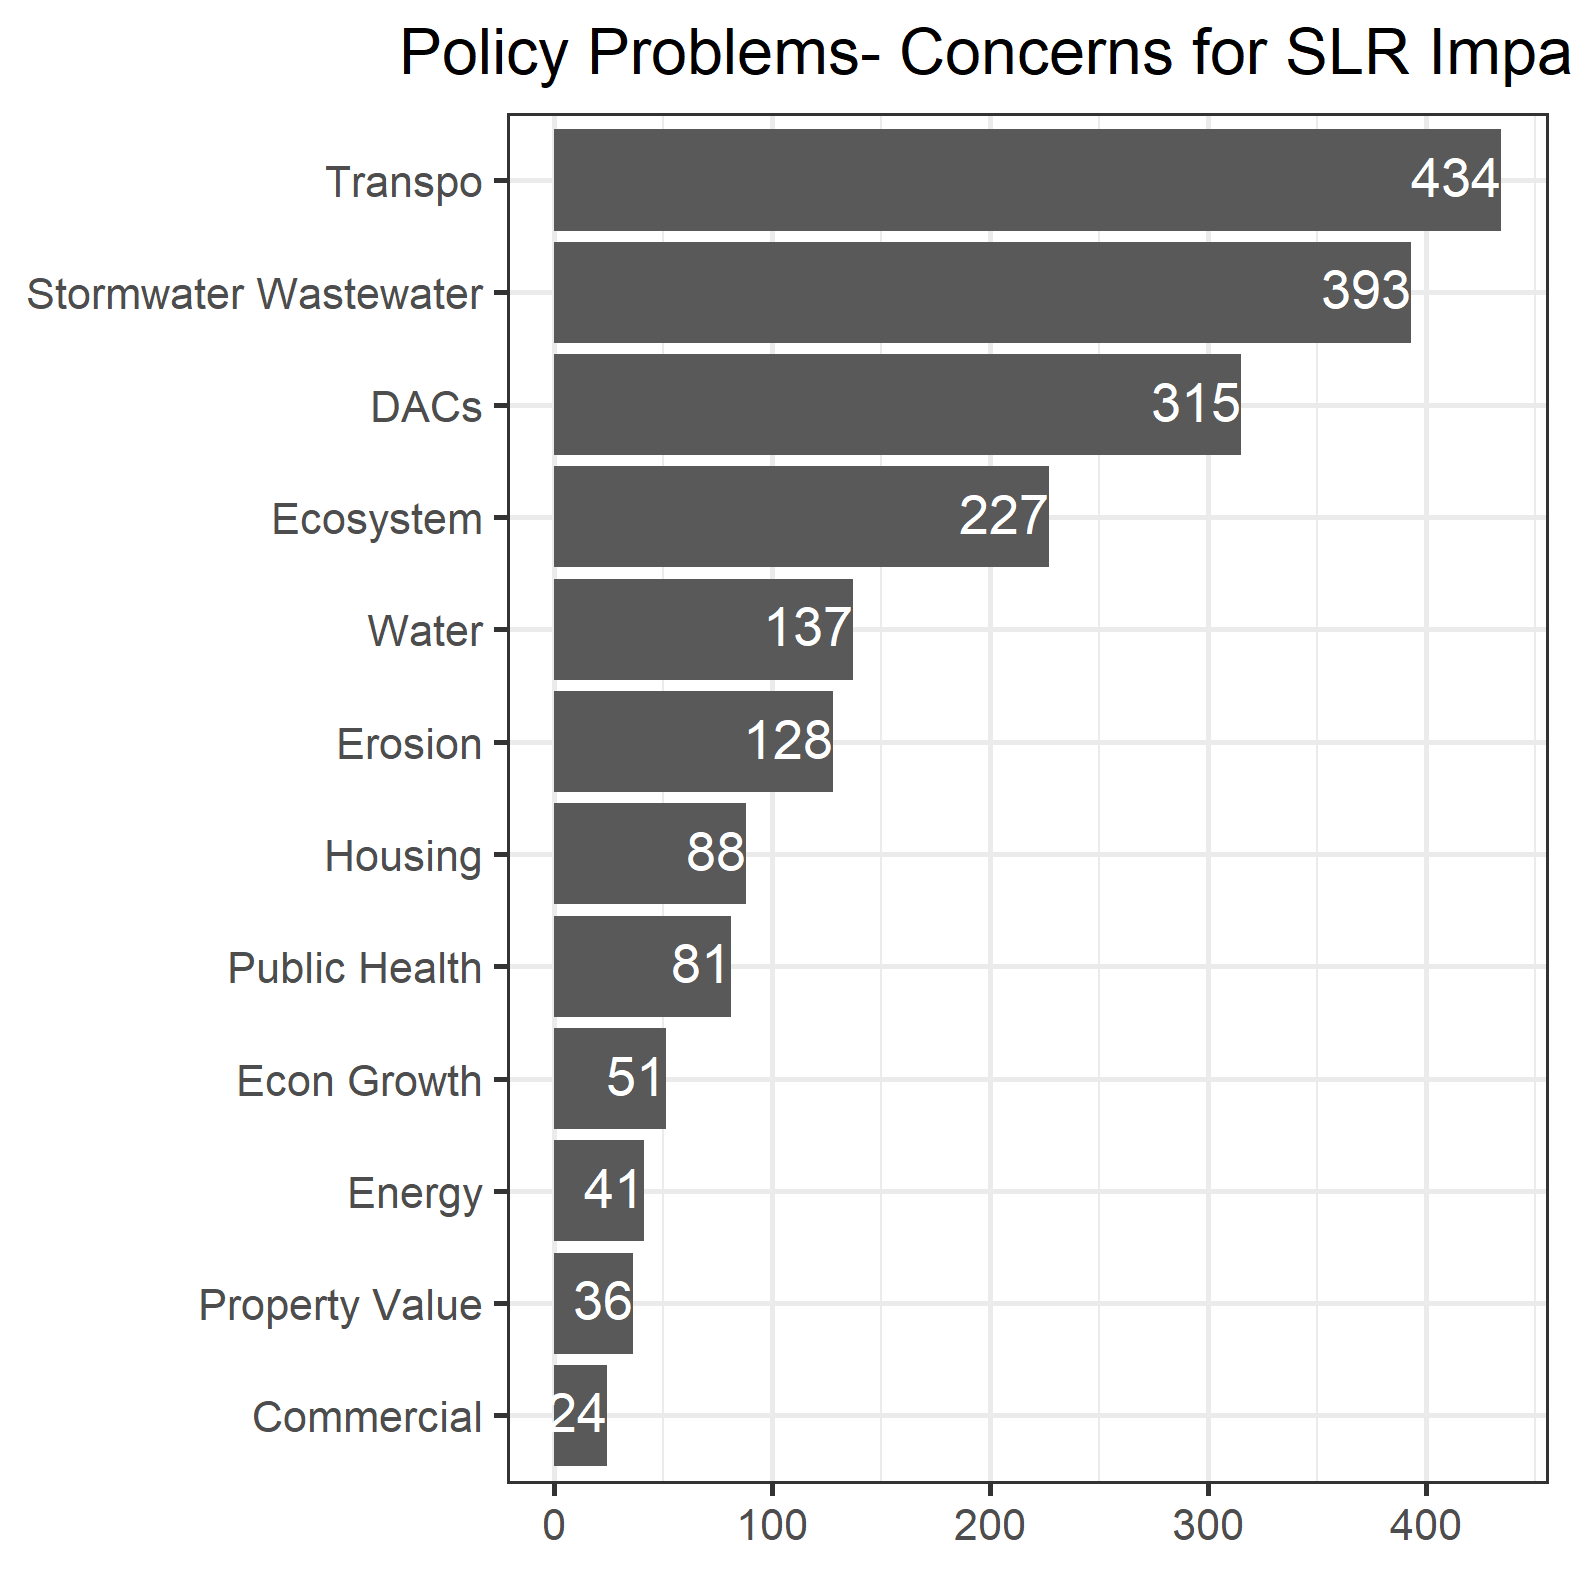 Policy Problems- Concerns for SLR Impa
Transpo 434
Stormwater Wastewater 393
DACs 315
Ecosystem 227
Water 137
Erosion 128
Housing 88
Public Health 81
Econ Growth 51
Energy 41
Property Value 36
Commercial 24
0 100 200 300 400